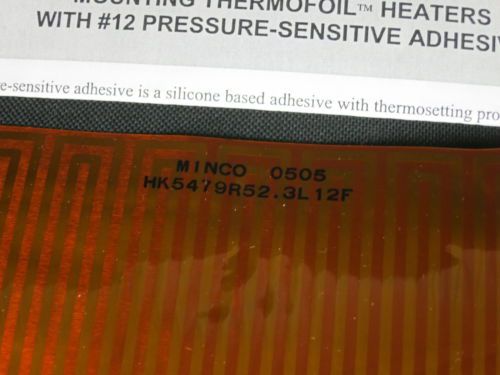 MOUNTING THERMOFOIL™ HEATERS
WITH #12 PRESSURE-SENSITIVE ADHESIV
e-sensitive adhesive is a silicone based adhesive with thermosetting pro
MINCO 0505
HK5479R52.3L12F